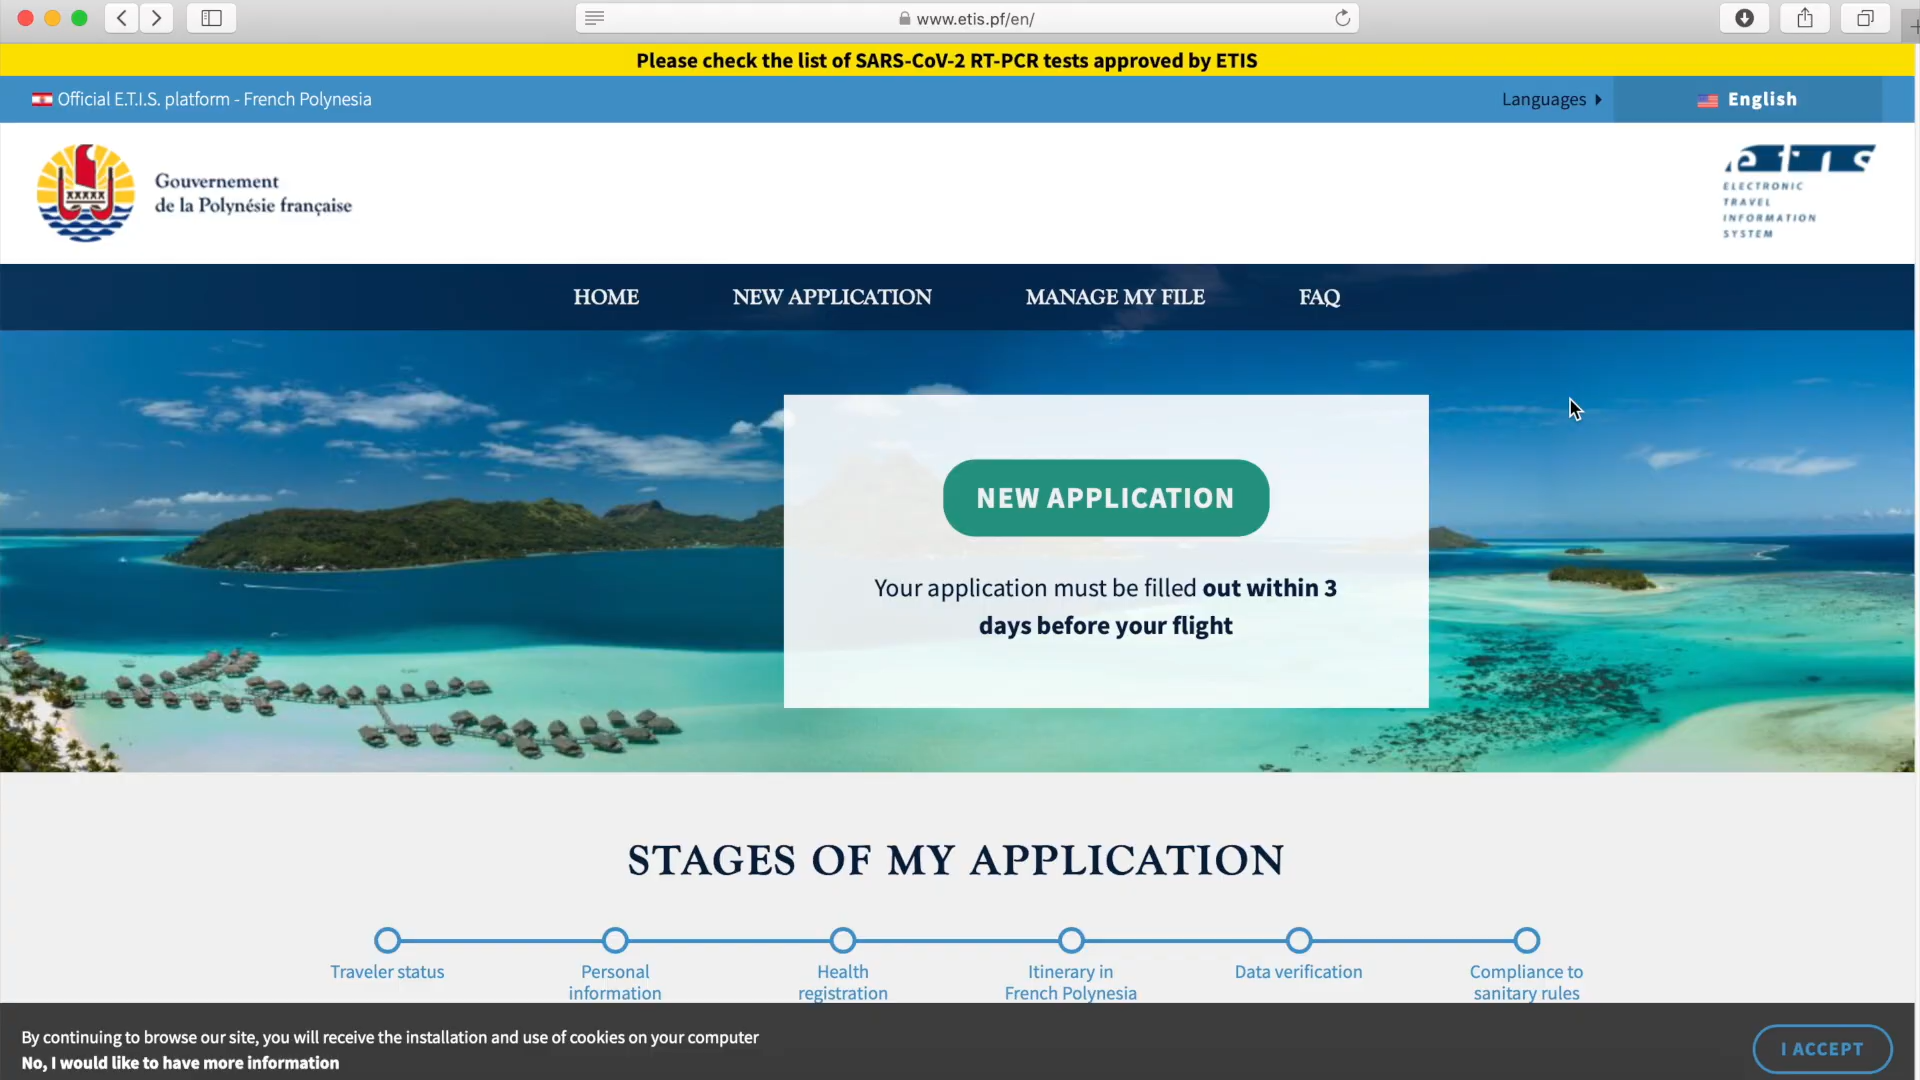 www.etis.pf/en/
Please check the list of SARS-CoV-2 RT-PCR tests approved by ETIS
Official E.T.I.S. platform - French Polynesia
Languages
English
Gouvernement
de la Polynésie française
etis
ELECTRONIC
TRAVEL
INFORMATION
SYSTEM
HOME
NEW APPLICATION
MANAGE MY FILE
FAQ
NEW APPLICATION
Your application must be filled out within 3
days before your flight
STAGES OF MY APPLICATION
Traveler status
Personal
information
Health
registration
Itinerary in
French Polynesia
Data verification
Compliance to
sanitary rules
By continuing to browse our site, you will receive the installation and use of cookies on your computer
No, I would like to have more information
I ACCEPT